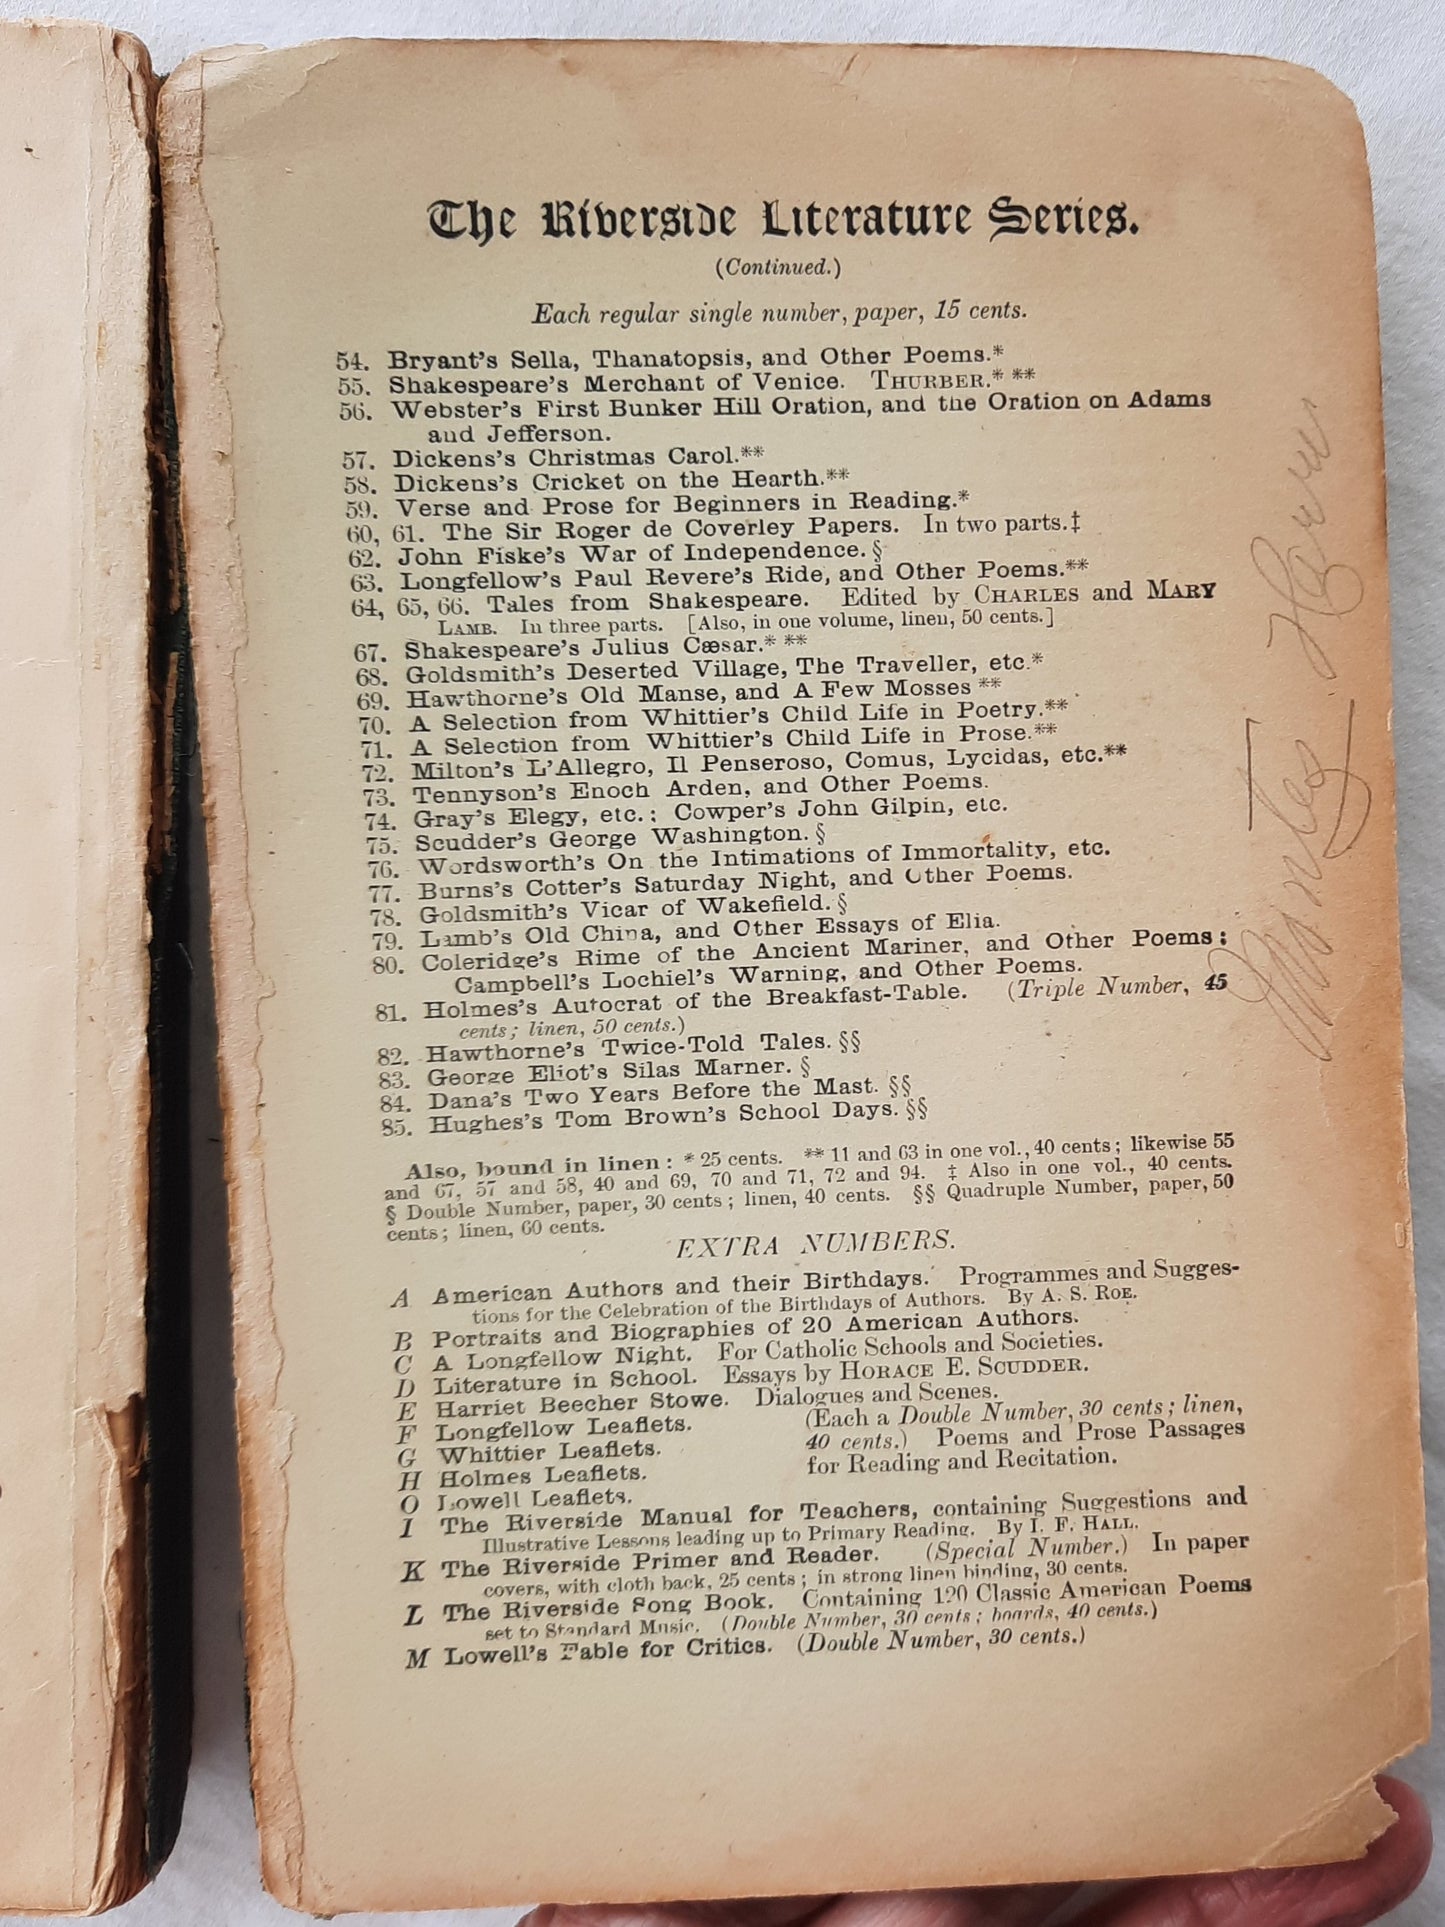 The Riverside Literature Series.
(Continued.)
Each regular single number, paper, 15 cents.
54. Bryant's Sella, Thanatopsis, and Other Poems.*
55. Shakespeare's Merchant of Venice. THURBER.* **
56. Webster's First Bunker Hill Oration, and the Oration on Adams
and Jefferson.
57. Dickens's Christmas Carol.**
58. Dickens's Cricket on the Hearth.**
59. Verse and Prose for Beginners in Reading.*
60, 61. The Sir Roger de Coverley Papers. In two parts.‡
62. John Fiske's War of Independence. §
63. Longfellow's Paul Revere's Ride, and Other Poems.**
64, 65, 66. Tales from Shakespeare. Edited by CHARLES and MARY
LAMB. In three parts. [Also, in one volume, linen, 50 cents.]
67. Shakespeare's Julius Cæsar.* **
68. Goldsmith's Deserted Village, The Traveller, etc.*
69. Hawthorne's Old Manse, and A Few Mosses **
70. A Selection from Whittier's Child Life in Poetry.**
71. A Selection from Whittier's Child Life in Prose.**
72. Milton's L'Allegro, Il Penseroso, Comus, Lycidas, etc.**
73. Tennyson's Enoch Arden, and Other Poems.
74. Gray's Elegy, etc.; Cowper's John Gilpin, etc.
75. Scudder's George Washington. §
76. Wordsworth's On the Intimations of Immortality, etc.
77. Burns's Cotter's Saturday Night, and Other Poems.
78. Goldsmith's Vicar of Wakefield. §
79. Lamb's Old China, and Other Essays of Elia.
80. Coleridge's Rime of the Ancient Mariner, and Other Poems;
Campbell's Lochiel's Warning, and Other Poems.
81. Holmes's Autocrat of the Breakfast-Table. (Triple Number, 45
cents; linen, 50 cents.)
82. Hawthorne's Twice-Told Tales. §§
83. George Eliot's Silas Marner. §
84. Dana's Two Years Before the Mast. §§
85. Hughes's Tom Brown's School Days. §§
Also, bound in linen: * 25 cents. ** 11 and 63 in one vol., 40 cents; likewise 55
and 67, 57 and 58, 40 and 69, 70 and 71, 72 and 94. ‡ Also in one vol., 40 cents.
§ Double Number, paper, 30 cents; linen, 40 cents. §§ Quadruple Number, paper, 50
cents; linen, 60 cents.
EXTRA NUMBERS.
A American Authors and their Birthdays. Programmes and Sugges-
tions for the Celebration of the Birthdays of Authors. By A. S. ROE.
B Portraits and Biographies of 20 American Authors.
C A Longfellow Night. For Catholic Schools and Societies.
D Literature in School. Essays by HORACE E. SCUDDER.
E Harriet Beecher Stowe. Dialogues and Scenes.
F Longfellow Leaflets. (Each a Double Number, 30 cents; linen,
G Whittier Leaflets. 40 cents.) Poems and Prose Passages
H Holmes Leaflets. for Reading and Recitation.
O Lowell Leaflets.
I The Riverside Manual for Teachers, containing Suggestions and
Illustrative Lessons leading up to Primary Reading. By I. F. HALL.
K The Riverside Primer and Reader. (Special Number.) In paper
covers, with cloth back, 25 cents; in strong linen binding, 30 cents.
L The Riverside Song Book. Containing 120 Classic American Poems
set to Standard Music. (Double Number, 30 cents; boards, 40 cents.)
M Lowell's Fable for Critics. (Double Number, 30 cents.)